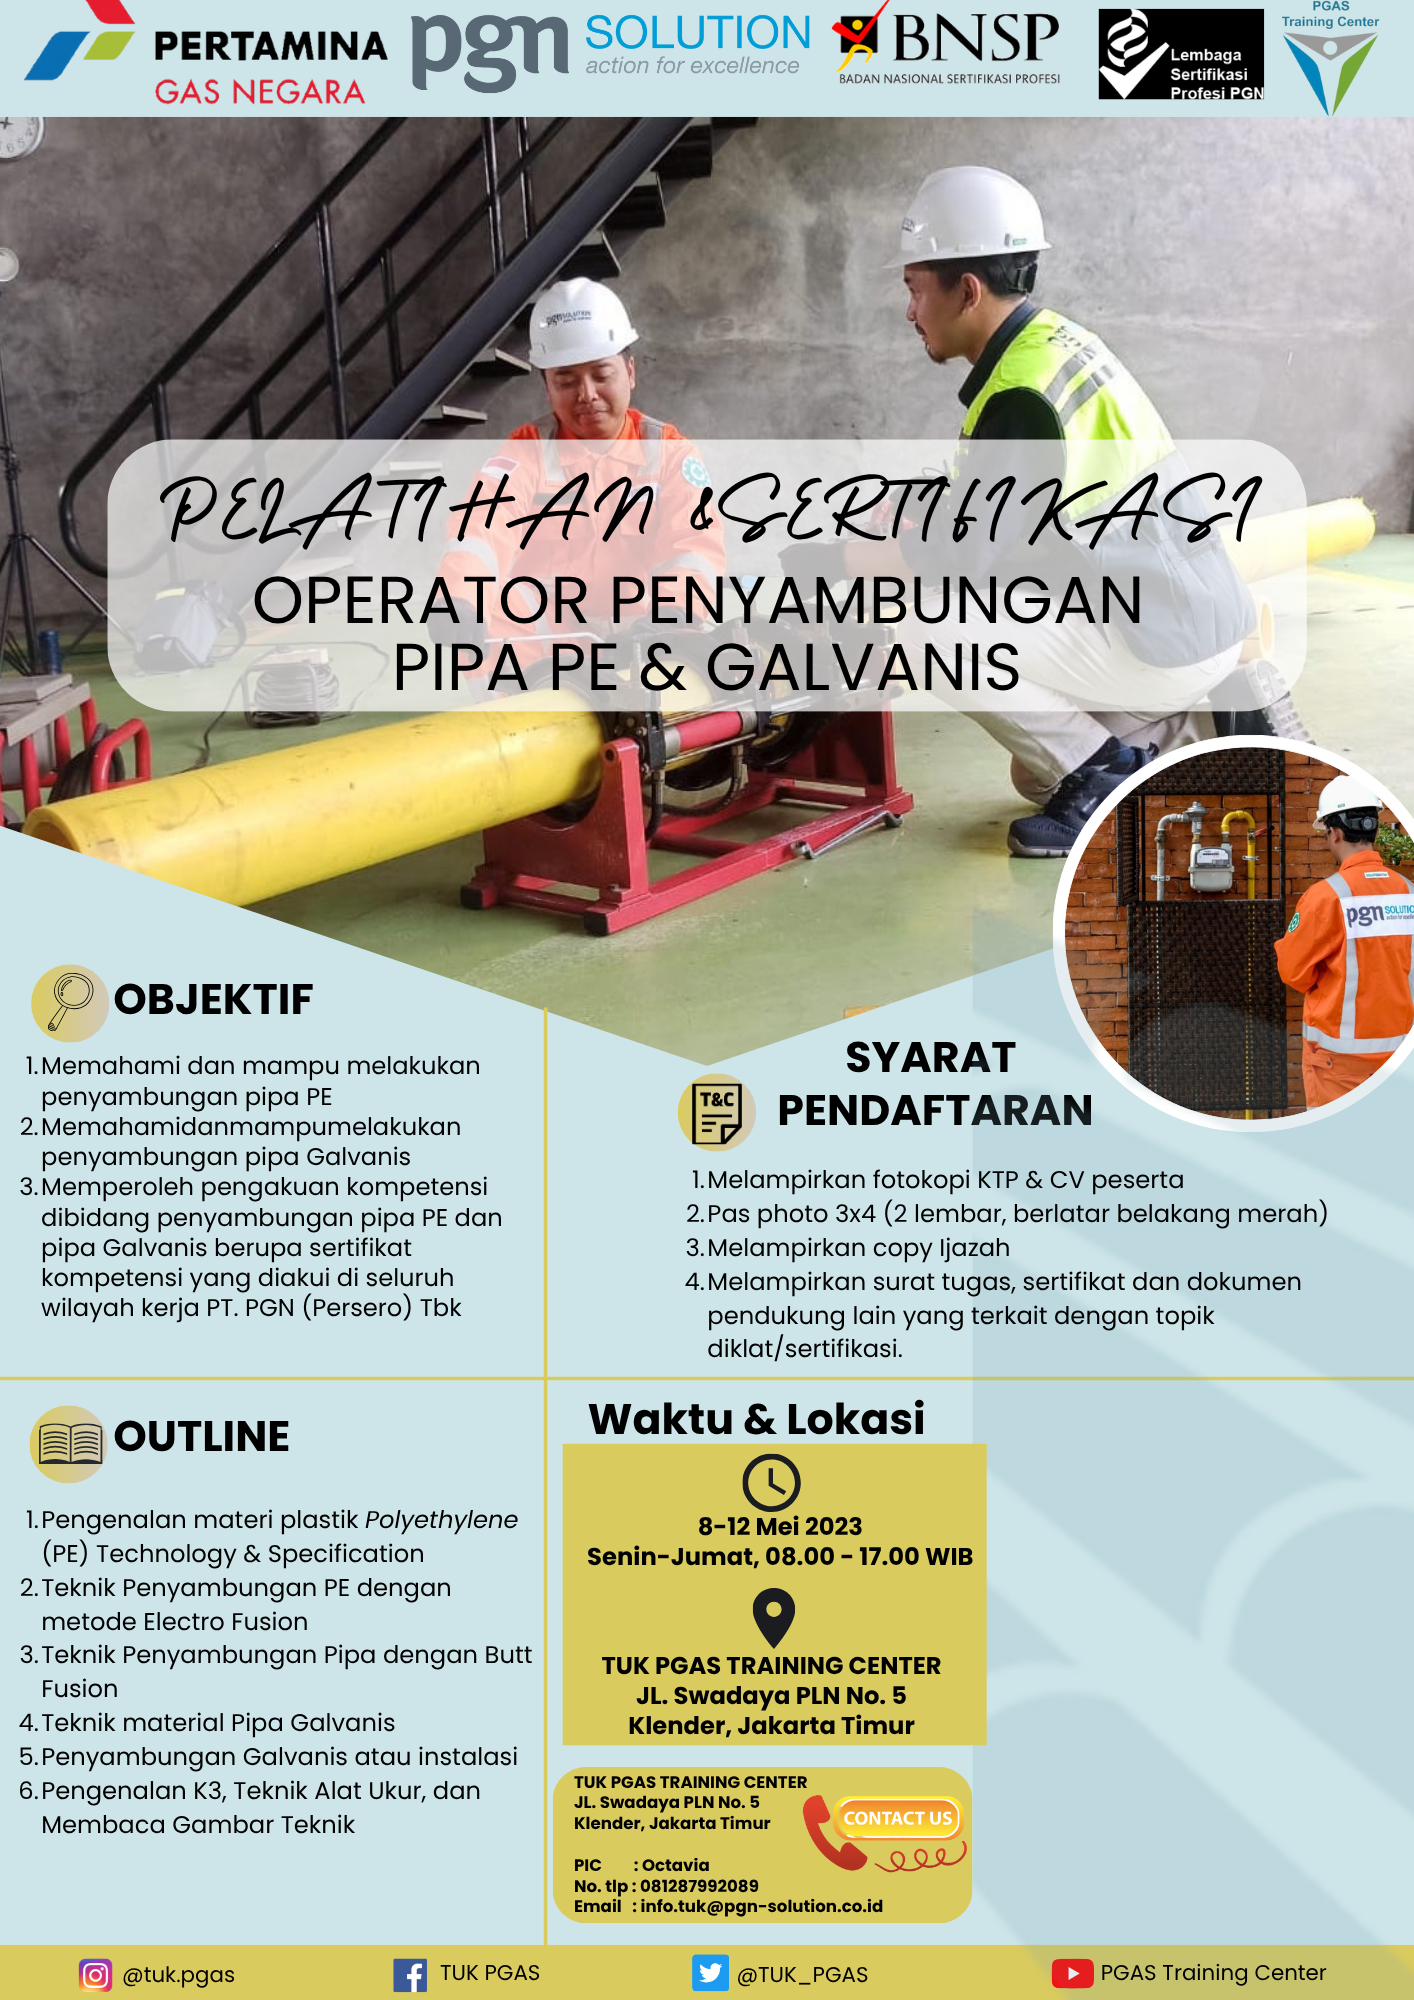 PERTAMINA
GAS NEGARA
pgn SOLUTION
action for excellence
BNSP
BADAN NASIONAL SERTIFIKASI PROFESI
Lembaga
Sertifikasi
Profesi PGN
PGAS
Training Center
PELATIHAN & SERTIFIKASI
OPERATOR PENYAMBUNGAN
PIPA PE & GALVANIS
pgn SOLUTIO
OBJEKTIF
1. Memahami dan mampu melakukan
penyambungan pipa PE
2. Memahamidanmampumelakukan
penyambungan pipa Galvanis
3. Memperoleh pengakuan kompetensi
dibidang penyambungan pipa PE dan
pipa Galvanis berupa sertifikat
kompetensi yang diakui di seluruh
wilayah kerja PT. PGN (Persero) Tbk
T&C
SYARAT
PENDAFTARAN
1. Melampirkan fotokopi KTP & CV peserta
2. Pas photo 3x4 (2 lembar, berlatar belakang merah)
3. Melampirkan copy Ijazah
4. Melampirkan surat tugas, sertifikat dan dokumen
pendukung lain yang terkait dengan topik
diklat/sertifikasi.
OUTLINE
1. Pengenalan materi plastik Polyethylene
(PE) Technology & Specification
2. Teknik Penyambungan PE dengan
metode Electro Fusion
3. Teknik Penyambungan Pipa dengan Butt
Fusion
4. Teknik material Pipa Galvanis
5. Penyambungan Galvanis atau instalasi
6. Pengenalan K3, Teknik Alat Ukur, dan
Membaca Gambar Teknik
Waktu & Lokasi
8-12 Mei 2023
Senin-Jumat, 08.00 - 17.00 WIB
TUK PGAS TRAINING CENTER
JL. Swadaya PLN No. 5
Klender, Jakarta Timur
TUK PGAS TRAINING CENTER
JL. Swadaya PLN No. 5
Klender, Jakarta Timur
CONTACT US
PIC : Octavia
No. tlp : 081287992089
Email : info.tuk@pgn-solution.co.id
@tuk.pgas
TUK PGAS
@TUK_PGAS
PGAS Training Center